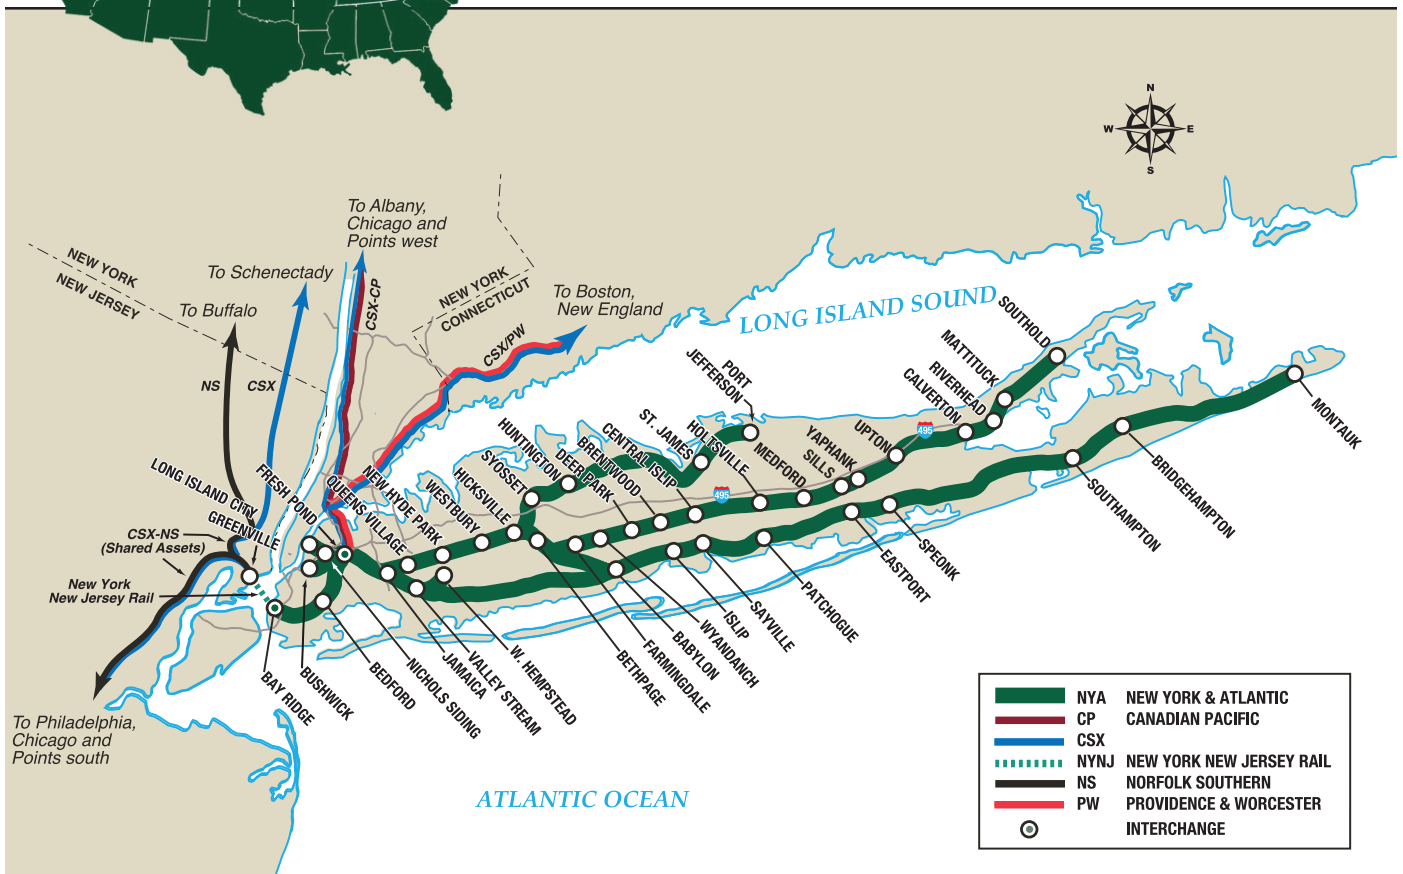 N
W
E
S
To Albany,
Chicago and
Points west
NEW YORK
NEW JERSEY
To Schenectady
To Buffalo
CSX-CP
NEW YORK
CONNECTICUT
To Boston,
New England
CSX/PW
NS
CSX
LONG ISLAND SOUND
SOUTHOLD
MATTITUCK
RIVERHEAD
CALVERTON
495
UPTON
YAPHANK
SILLS
MEDFORD
PORT
JEFFERSON
HOLTSVILLE
ST. JAMES
495
CENTRAL ISLIP
BRENTWOOD
DEER PARK
HUNTINGTON
SYOSSET
HICKSVILLE
WESTBURY
NEW HYDE PARK
QUEENS VILLAGE
FRESH POND
LONG ISLAND CITY
GREENVILLE
CSX-NS
(Shared Assets)
New York
New Jersey Rail
MONTAUK
BRIDGEHAMPTON
SOUTHAMPTON
SPEONK
EASTPORT
PATCHOGUE
SAYVILLE
ISLIP
WYANDANCH
BABYLON
FARMINGDALE
BETHPAGE
W. HEMPSTEAD
VALLEY STREAM
JAMAICA
NICHOLS SIDING
BEDFORD
BUSHWICK
BAY RIDGE
To Philadelphia,
Chicago and
Points south
ATLANTIC OCEAN
NYA NEW YORK & ATLANTIC
CP CANADIAN PACIFIC
CSX
NYNJ NEW YORK NEW JERSEY RAIL
NS NORFOLK SOUTHERN
PW PROVIDENCE & WORCESTER
INTERCHANGE